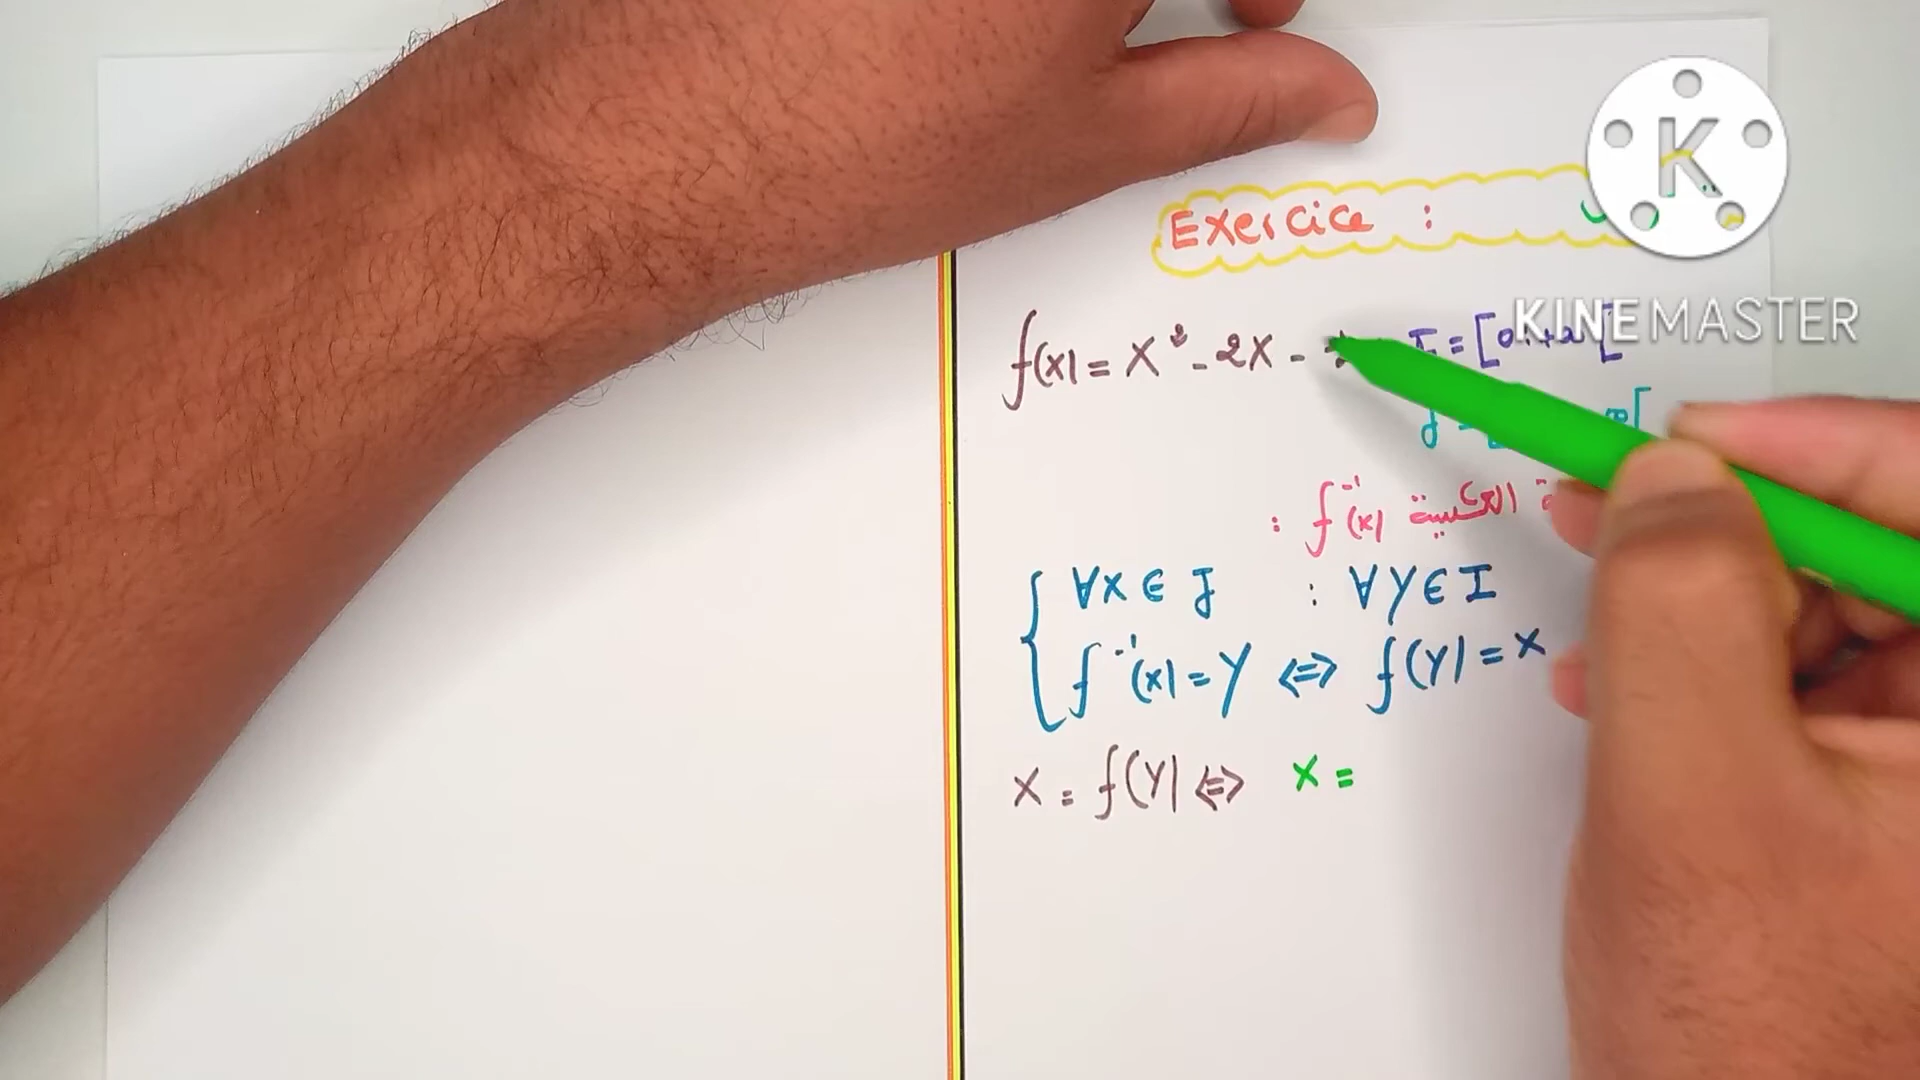 Exercice :
K
KINEMASTER
f(x) = x² - 2x -
I = [0 ; +∞[
J =
العكسية f⁻¹(x) :
{ ∀x ∈ J : ∀y ∈ I
f⁻¹(x) = y ⇔ f(y) = x
x = f(y) ⇔ x =